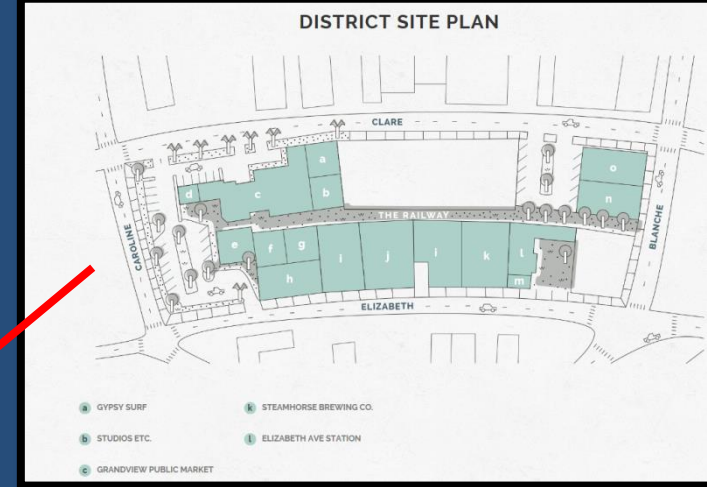 DISTRICT SITE PLAN
CLARE
a
o
d
c
b
n
THE RAILWAY
CAROLINE
BLANCHE
e
f
g
i
j
i
k
l
h
m
ELIZABETH
a GYPSY SURF
k STEAMHORSE BREWING CO.
b STUDIOS ETC.
l ELIZABETH AVE STATION
c GRANDVIEW PUBLIC MARKET